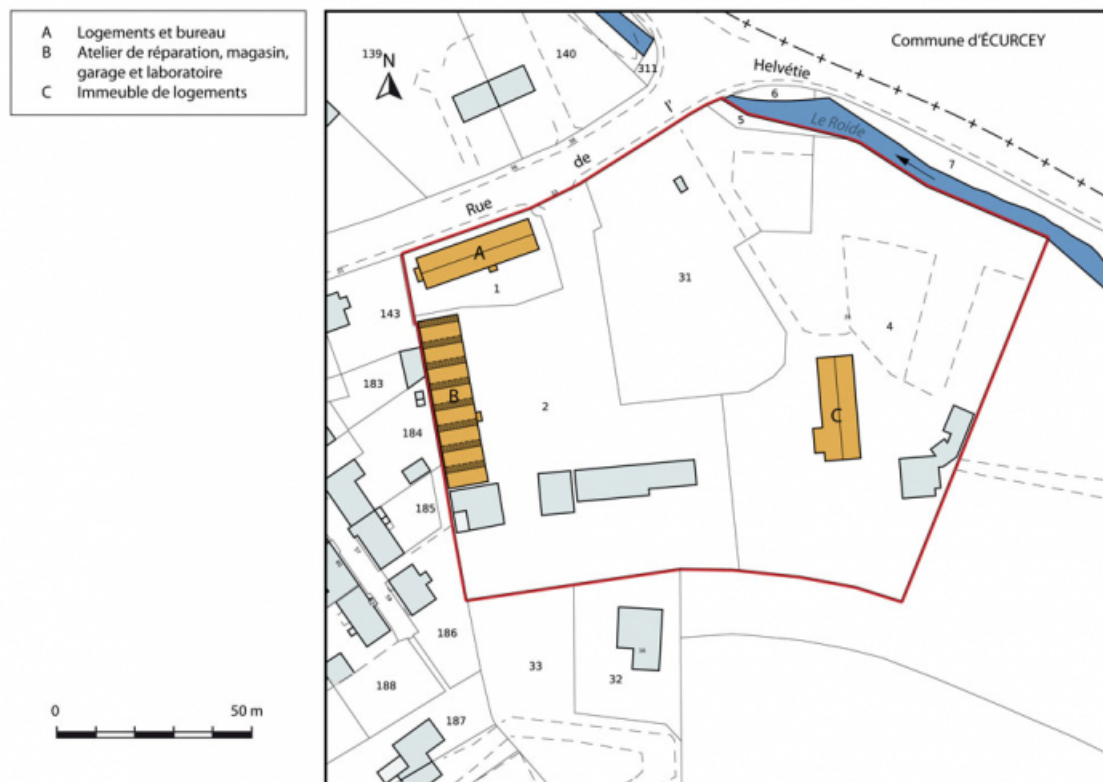 A Logements et bureau
B Atelier de réparation, magasin,
garage et laboratoire
C Immeuble de logements
Commune d'ÉCURCEY
139
140
311
N
Helvétie
l'
de
Rue
6
5
Le Roide
7
A
1
31
4
143
183
B
2
C
184
185
186
33
32
188
187
0 50 m